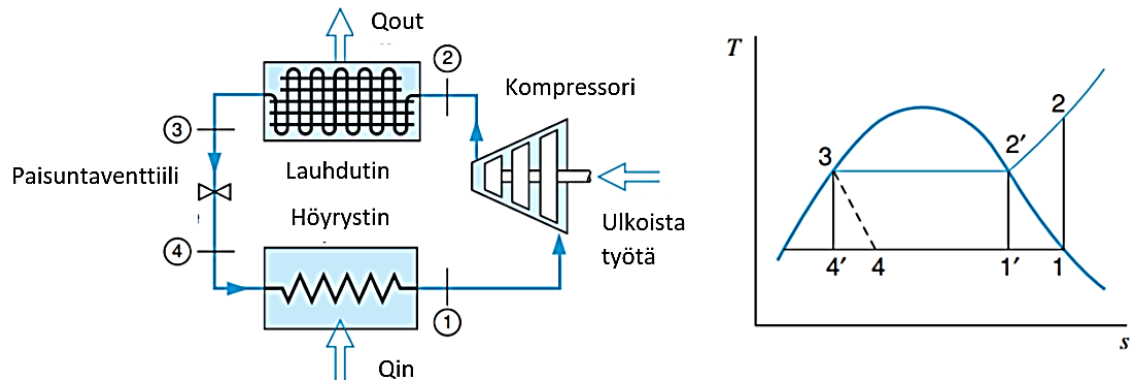 Qout
2
Kompressori
3
Paisuntaventtiili
Lauhdutin
Höyrystin
Ulkoista
työtä
4
1
Qin
T
2
3
2′
4′
4
1′
1
s